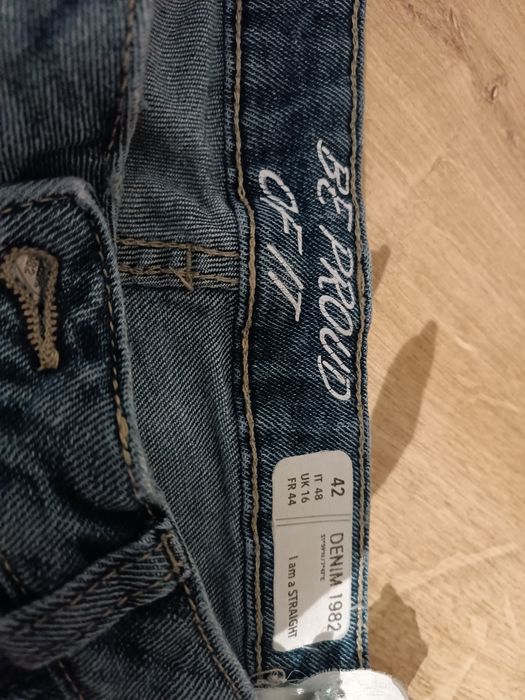 BE PROUD
OF IT
42
IT 48
UK 16
FR 44
DENIM 1982
I am a STRAIGHT